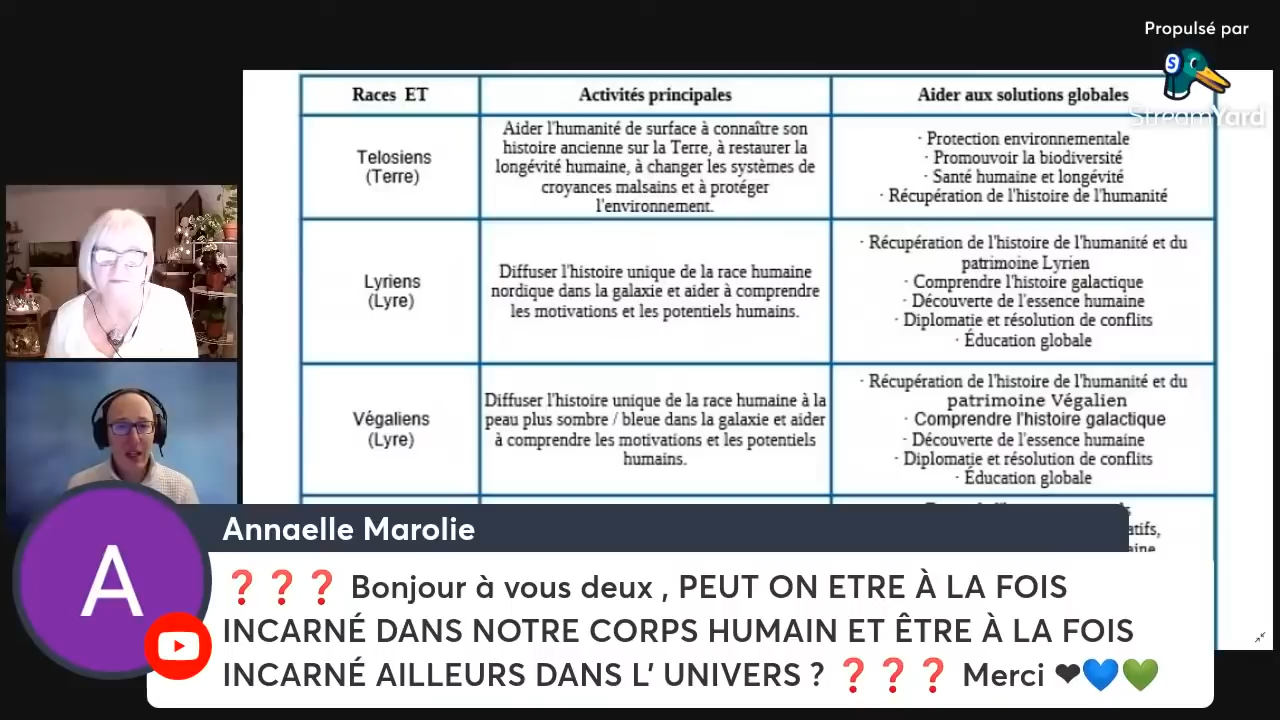 Propulsé par
StreamYard
Races ET
Activités principales
Aider aux solutions globales
Telosiens
(Terre)
Aider l'humanité de surface à connaître son
histoire ancienne sur la Terre, à restaurer la
longévité humaine, à changer les systèmes de
croyances malsains et à protéger
l'environnement.
· Protection environnementale
· Promouvoir la biodiversité
· Santé humaine et longévité
· Récupération de l'histoire de l'humanité
Lyriens
(Lyre)
Diffuser l'histoire unique de la race humaine
nordique dans la galaxie et aider à comprendre
les motivations et les potentiels humains.
· Récupération de l'histoire de l'humanité et du
patrimoine Lyrien
· Comprendre l'histoire galactique
· Découverte de l'essence humaine
· Diplomatie et résolution de conflits
· Éducation globale
Végaliens
(Lyre)
Diffuser l'histoire unique de la race humaine à la
peau plus sombre / bleue dans la galaxie et aider
à comprendre les motivations et les potentiels
humains.
· Récupération de l'histoire de l'humanité et du
patrimoine Végalien
· Comprendre l'histoire galactique
· Découverte de l'essence humaine
· Diplomatie et résolution de conflits
· Éducation globale
atifs,
A
Annaelle Marolie
❓❓❓ Bonjour à vous deux , PEUT ON ETRE À LA FOIS
INCARNÉ DANS NOTRE CORPS HUMAIN ET ÊTRE À LA FOIS
INCARNÉ AILLEURS DANS L' UNIVERS ? ❓❓❓ Merci ❤💙💚